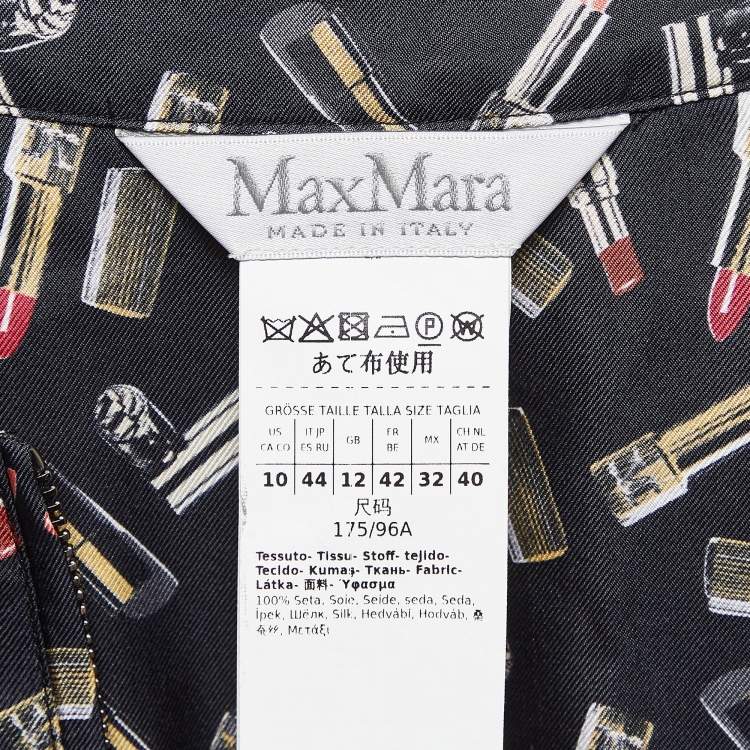 MaxMara
MADE IN ITALY
あて布使用
GRÖSSE TAILLE TALLA SIZE TAGLIA
US IT JP GB FR MX CH NL
CA CO ES RU BE AT DE
10 44 12 42 32 40
尺码
175/96A
Tessuto- Tissu- Stoff- tejido-
Tecido- Kumaş- Ткань- Fabric-
Látka- 面料- Ύφασμα
100% Seta, Soie, Seide, seda, Seda,
İpek, Шёлк, Silk, Hedvábí, Hodváb, 桑
蚕丝, Μετάξι